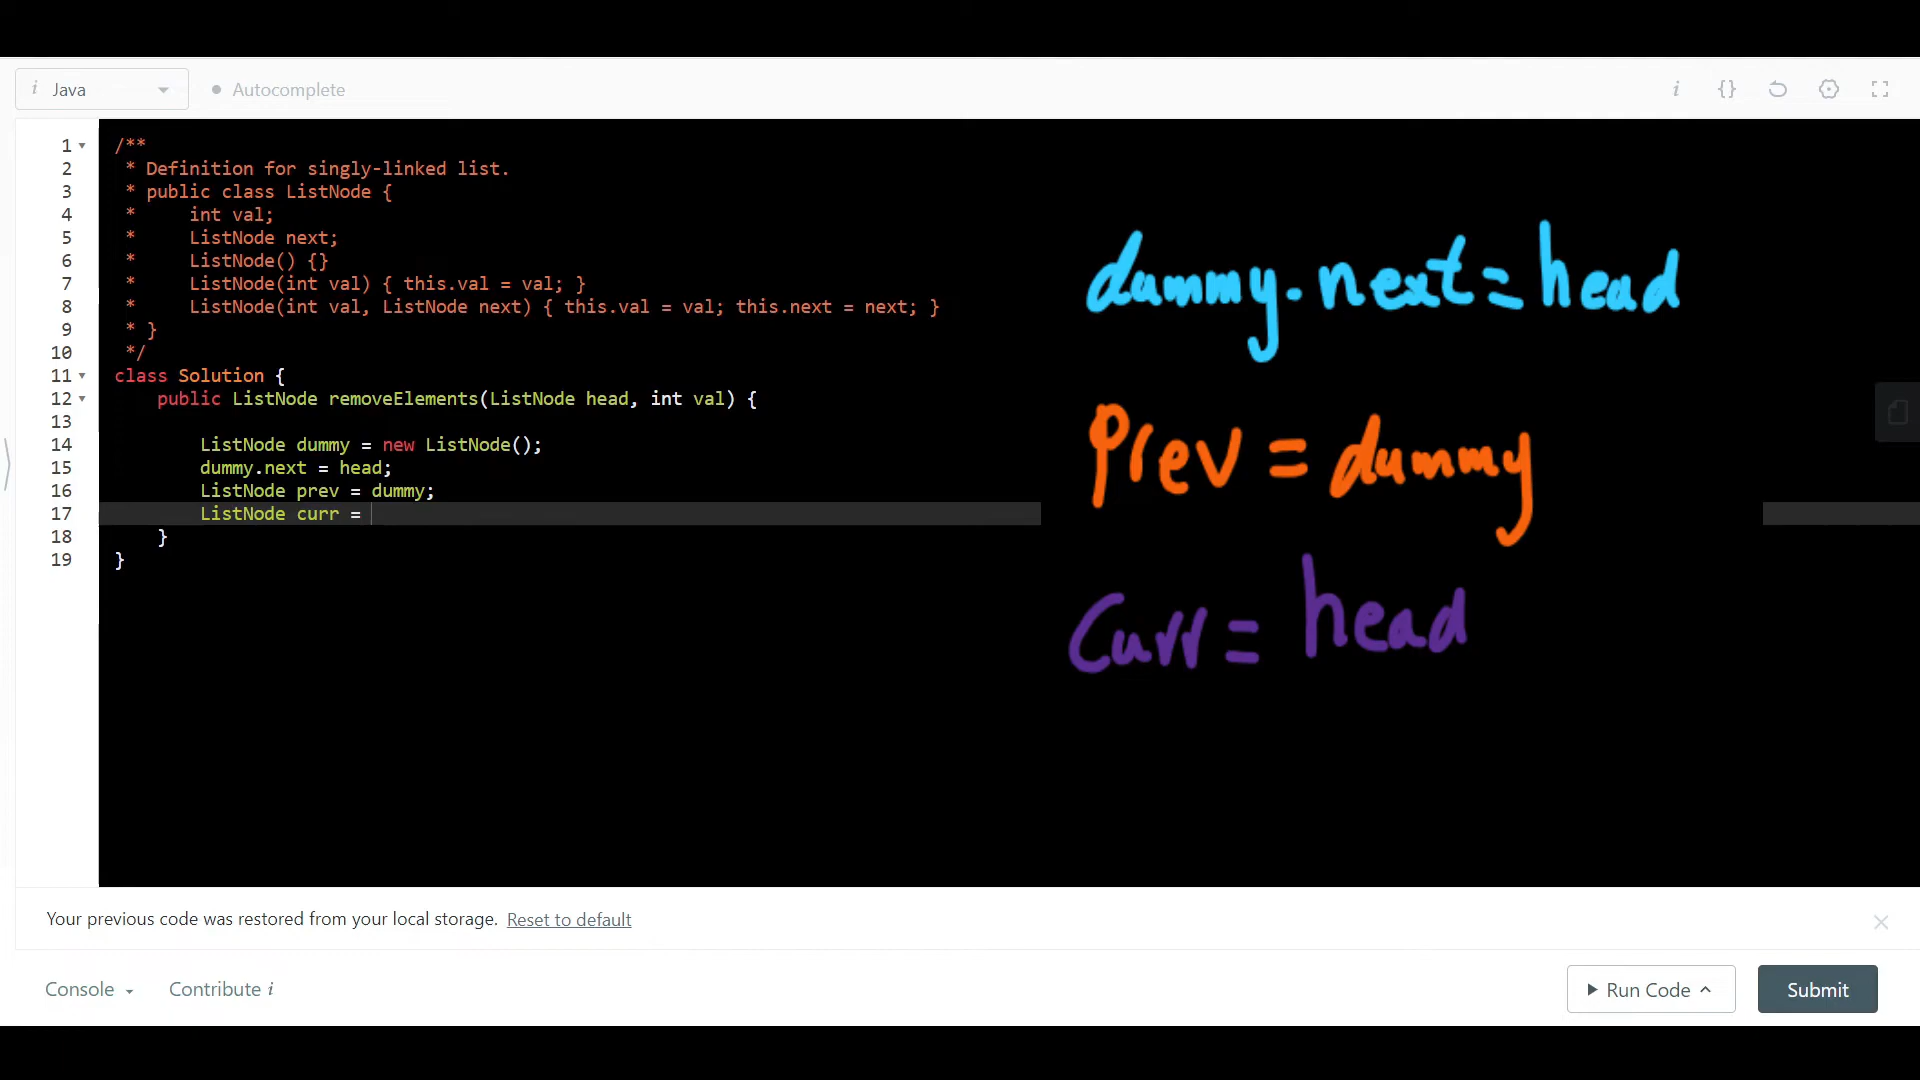 i Java
Autocomplete
i {}
1 /**
2  * Definition for singly-linked list.
3  * public class ListNode {
4  *     int val;
5  *     ListNode next;
6  *     ListNode() {}
7  *     ListNode(int val) { this.val = val; }
8  *     ListNode(int val, ListNode next) { this.val = val; this.next = next; }
9  * }
10  */
11 class Solution {
12     public ListNode removeElements(ListNode head, int val) {
13
14         ListNode dummy = new ListNode();
15         dummy.next = head;
16         ListNode prev = dummy;
17         ListNode curr =
18     }
19 }
dummy.next=head
Prev = dummy
Curr = head
Your previous code was restored from your local storage. Reset to default
Console
Contribute i
Run Code
Submit